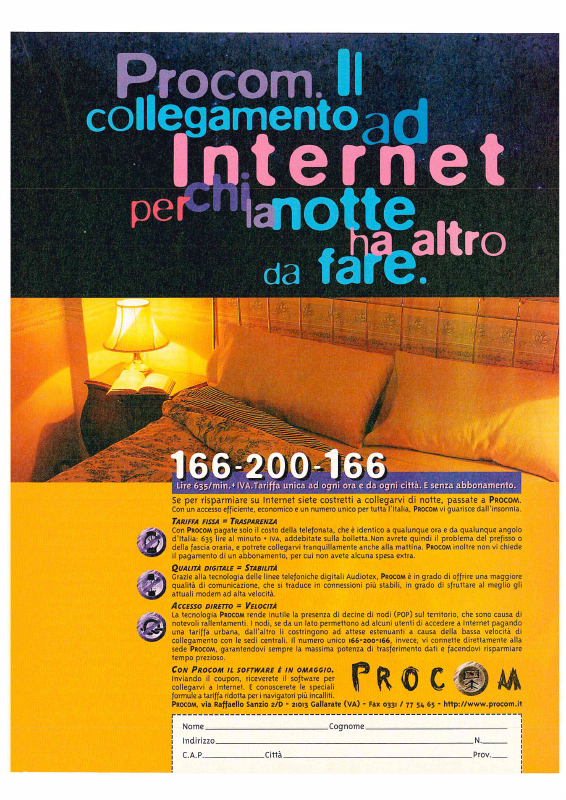 Procom. Il
collegamento ad
Internet
per chi la notte
ha altro
da fare.
166-200-166
Lire 635/min.+IVA.Tariffa unica ad ogni ora e da ogni città. E senza abbonamento.
Se per risparmiare su Internet siete costretti a collegarvi di notte, passate a PROCOM.
Con un accesso efficiente, economico e un numero unico per tutta l'Italia, PROCOM vi guarisce dall'insonnia.
TARIFFA FISSA = TRASPARENZA
Con PROCOM pagate solo il costo della telefonata, che è identico a qualunque ora e da qualunque angolo
d'Italia: 635 lire al minuto + IVA, addebitate sulla bolletta.Non avrete quindi il problema del prefisso o
della fascia oraria, e potrete collegarvi tranquillamente anche alla mattina. PROCOM inoltre non vi chiede
il pagamento di un abbonamento, per cui non avete alcuna spesa extra.
QUALITÀ DIGITALE = STABILITÀ
Grazie alla tecnologia delle linee telefoniche digitali Audiotex, PROCOM è in grado di offrire una maggiore
qualità di comunicazione, che si traduce in connessioni più stabili, in grado di sfruttare al meglio gli
attuali modem ad alta velocità.
ACCESSO DIRETTO = VELOCITÀ
La tecnologia PROCOM rende inutile la presenza di decine di nodi (POP) sul territorio, che sono causa di
notevoli rallentamenti. I nodi, se da un lato permettono ad alcuni utenti di accedere a Internet pagando
una tariffa urbana, dall'altro li costringono ad attese estenuanti a causa della bassa velocità di
collegamento con le sedi centrali. Il numero unico 166-200-166, invece, vi connette direttamente alla
sede PROCOM, garantendovi sempre la massima potenza di trasferimento dati e facendovi risparmiare
tempo prezioso.
CON PROCOM IL SOFTWARE È IN OMAGGIO.
Inviando il coupon, riceverete il software per
collegarvi a Internet. E conoscerete le speciali
formule a tariffa ridotta per i navigatori più incalliti.
PROCOM
PROCOM, via Raffaello Sanzio 2/D - 21013 Gallarate (VA) - Fax 0331 / 77 54 65 - http://www.procom.it
Nome Cognome
Indirizzo N.
C.A.P. Città Prov.